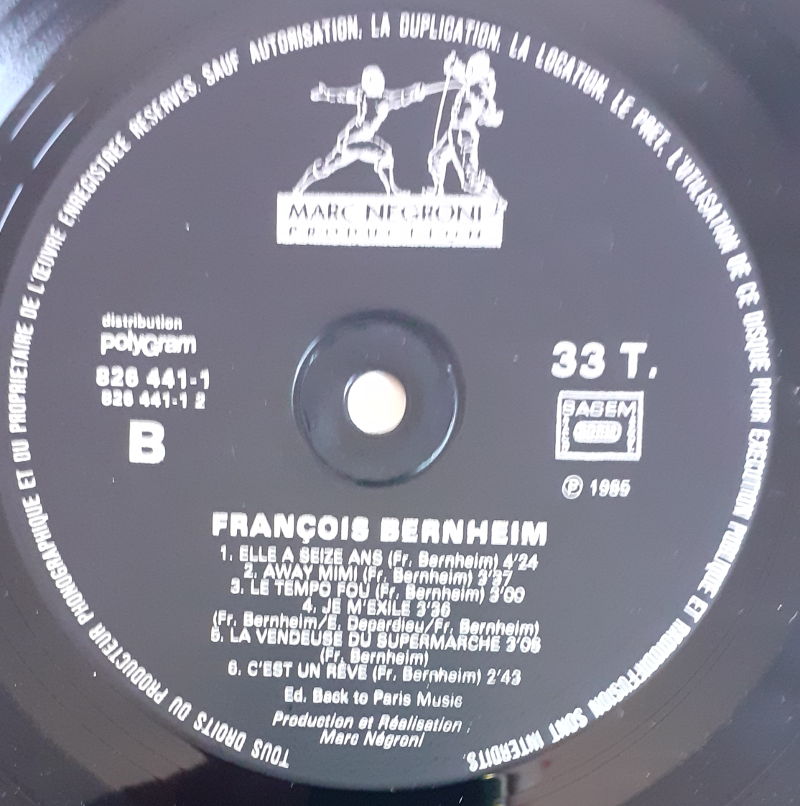 TOUS DROITS DU PRODUCTEUR PHONOGRAPHIQUE ET DU PROPRIETAIRE DE L'ŒUVRE ENREGISTREE RESERVES. SAUF AUTORISATION, LA DUPLICATION, LA LOCATION, LE PRET, L'UTILISATION DE CE DISQUE POUR EXECUTION PUBLIQUE ET RADIODIFFUSION SONT INTERDITS.
MARC NEGRONI
PRODUCTION
distribution
polyGram
826 441-1
826 441-1 2
B
33 T.
SACEM
℗ 1985
FRANÇOIS BERNHEIM
1. ELLE A SEIZE ANS (Fr. Bernheim) 4'24
2. AWAY MIMI (Fr. Bernheim) 3'37
3. LE TEMPO FOU (Fr. Bernheim) 3'00
4. JE M'EXILE 3'36
(Fr. Bernheim/E. Depardieu/Fr. Bernheim)
5. LA VENDEUSE DU SUPERMARCHE 3'06
(Fr. Bernheim)
6. C'EST UN RÊVE (Fr. Bernheim) 2'43
Ed. Back to Paris Music
Production et Réalisation :
Marc Négroni